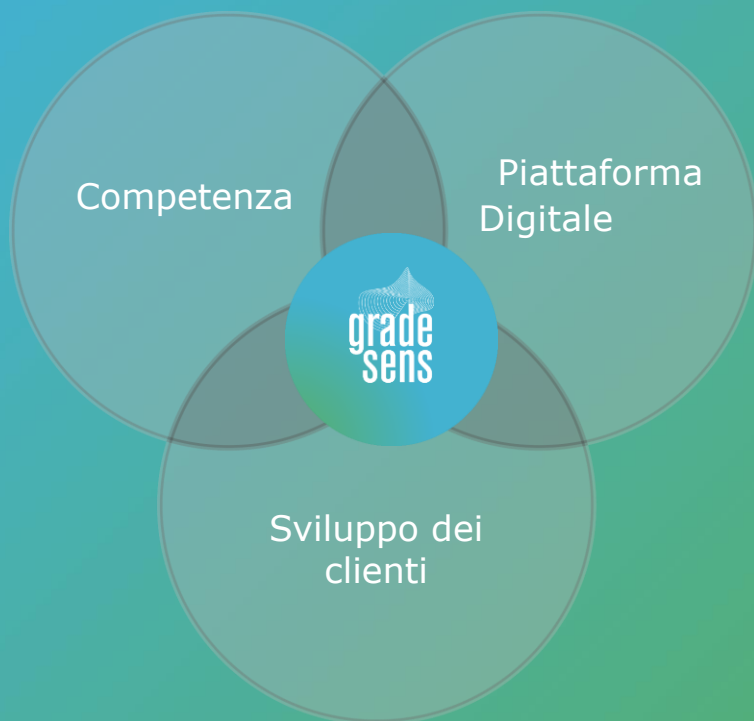 Competenza
Piattaforma
Digitale
grade
sens
Sviluppo dei
clienti